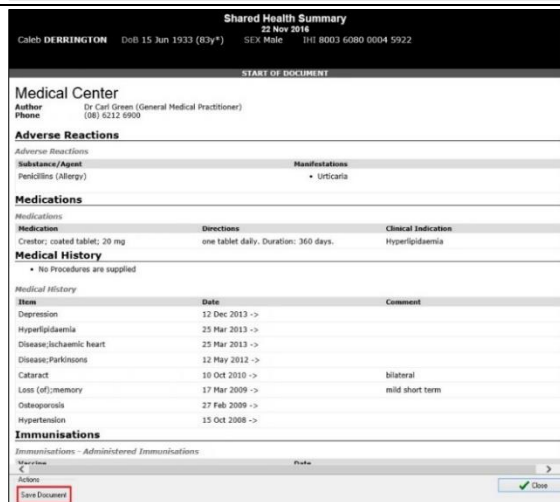 Shared Health Summary
22 Nov 2016
Caleb DERRINGTON DoB 15 Jun 1933 (83y*) SEX Male IHI 8003 6080 0004 5922
START OF DOCUMENT
Medical Center
Author Dr Carl Green (General Medical Practitioner)
Phone (08) 6212 6900
Adverse Reactions
Adverse Reactions
Substance/Agent Manifestations
Penicillins (Allergy) • Urticaria
Medications
Medications
Medication Directions Clinical Indication
Crestor; coated tablet; 20 mg one tablet daily. Duration: 360 days. Hyperlipidaemia
Medical History
• No Procedures are supplied
Medical History
Item Date Comment
Depression 12 Dec 2013 ->
Hyperlipidaemia 25 Mar 2013 ->
Disease;Ischaemic heart 25 Mar 2013 ->
Disease;Parkinsons 12 May 2012 ->
Cataract 10 Oct 2010 -> bilateral
Loss (of);memory 17 Mar 2009 -> mild short term
Osteoporosis 27 Feb 2009 ->
Hypertension 15 Oct 2008 ->
Immunisations
Immunisations - Administered Immunisations
Vaccine Date
Actions
Save Document Close